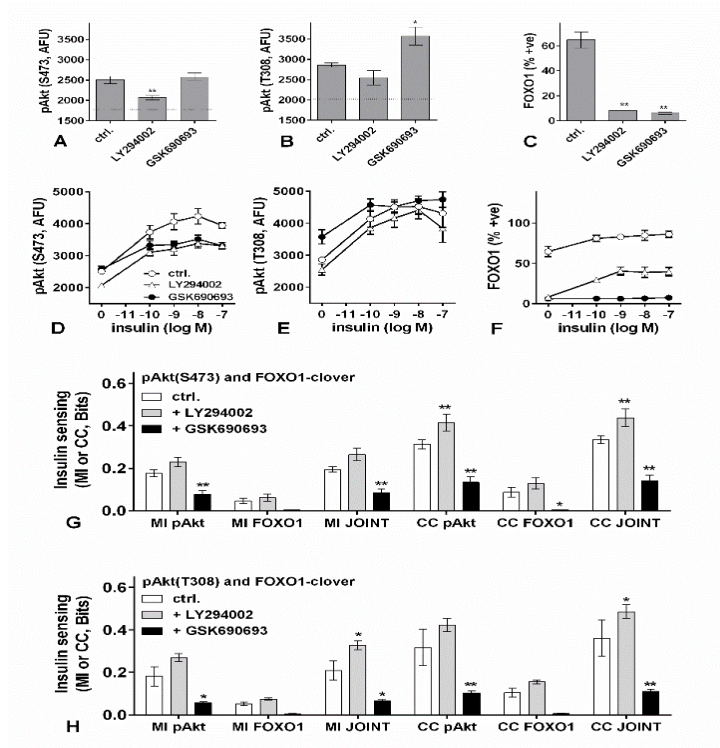 pAkt (S473, AFU)
3500
3000
2500
2000
1500
**
ctrl.
LY294002
GSK690693
A
pAkt (T308, AFU)
3500
3000
2500
2000
1500
*
ctrl.
LY294002
GSK690693
B
FOXO1 (% +ve)
60
40
20
0
**
**
ctrl.
LY294002
GSK690693
C
pAkt (S473, AFU)
5000
4000
3000
2000
ctrl.
LY294002
GSK690693
0 -11 -10 -9 -8 -7
insulin (log M)
D
pAkt (T308, AFU)
5000
4000
3000
2000
0 -11 -10 -9 -8 -7
insulin (log M)
E
FOXO1 (% +ve)
100
50
0
0 -11 -10 -9 -8 -7
insulin (log M)
F
pAkt(S473) and FOXO1-clover
ctrl.
+ LY294002
+ GSK690693
Insulin sensing
(MI or CC, Bits)
0.6
0.4
0.2
0.0
** ** ** ** * ** **
MI pAkt MI FOXO1 MI JOINT CC pAkt CC FOXO1 CC JOINT
G
pAkt(T308) and FOXO1-clover
ctrl.
+ LY294002
+ GSK690693
Insulin sensing
(MI or CC, Bits)
0.6
0.4
0.2
0.0
* * * ** * **
MI pAkt MI FOXO1 MI JOINT CC pAkt CC FOXO1 CC JOINT
H